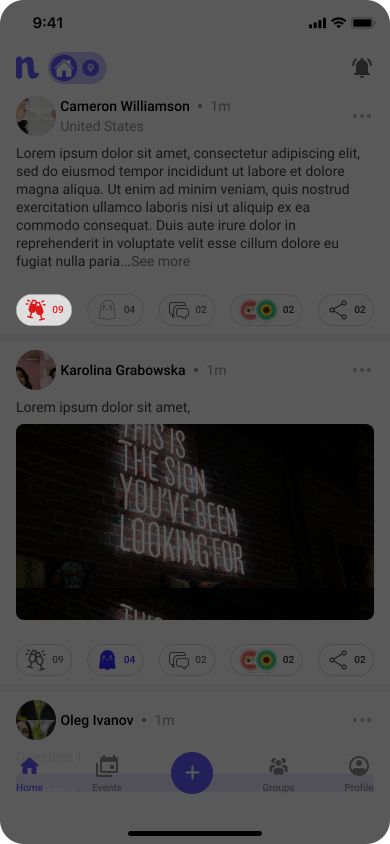 9:41
n
Cameron Williamson • 1m
United States
Lorem ipsum dolor sit amet, consectetur adipiscing elit,
sed do eiusmod tempor incididunt ut labore et dolore
magna aliqua. Ut enim ad minim veniam, quis nostrud
exercitation ullamco laboris nisi ut aliquip ex ea
commodo consequat. Duis aute irure dolor in
reprehenderit in voluptate velit esse cillum dolore eu
fugiat nulla paria...See more
09 04 02 02 02
Karolina Grabowska • 1m
Lorem ipsum dolor sit amet,
THIS IS
THE SIGN
YOU'VE BEEN
LOOKING FOR
THIS
09 04 02 02 02
Oleg Ivanov • 1m
Question 1
Home Events Groups Profile